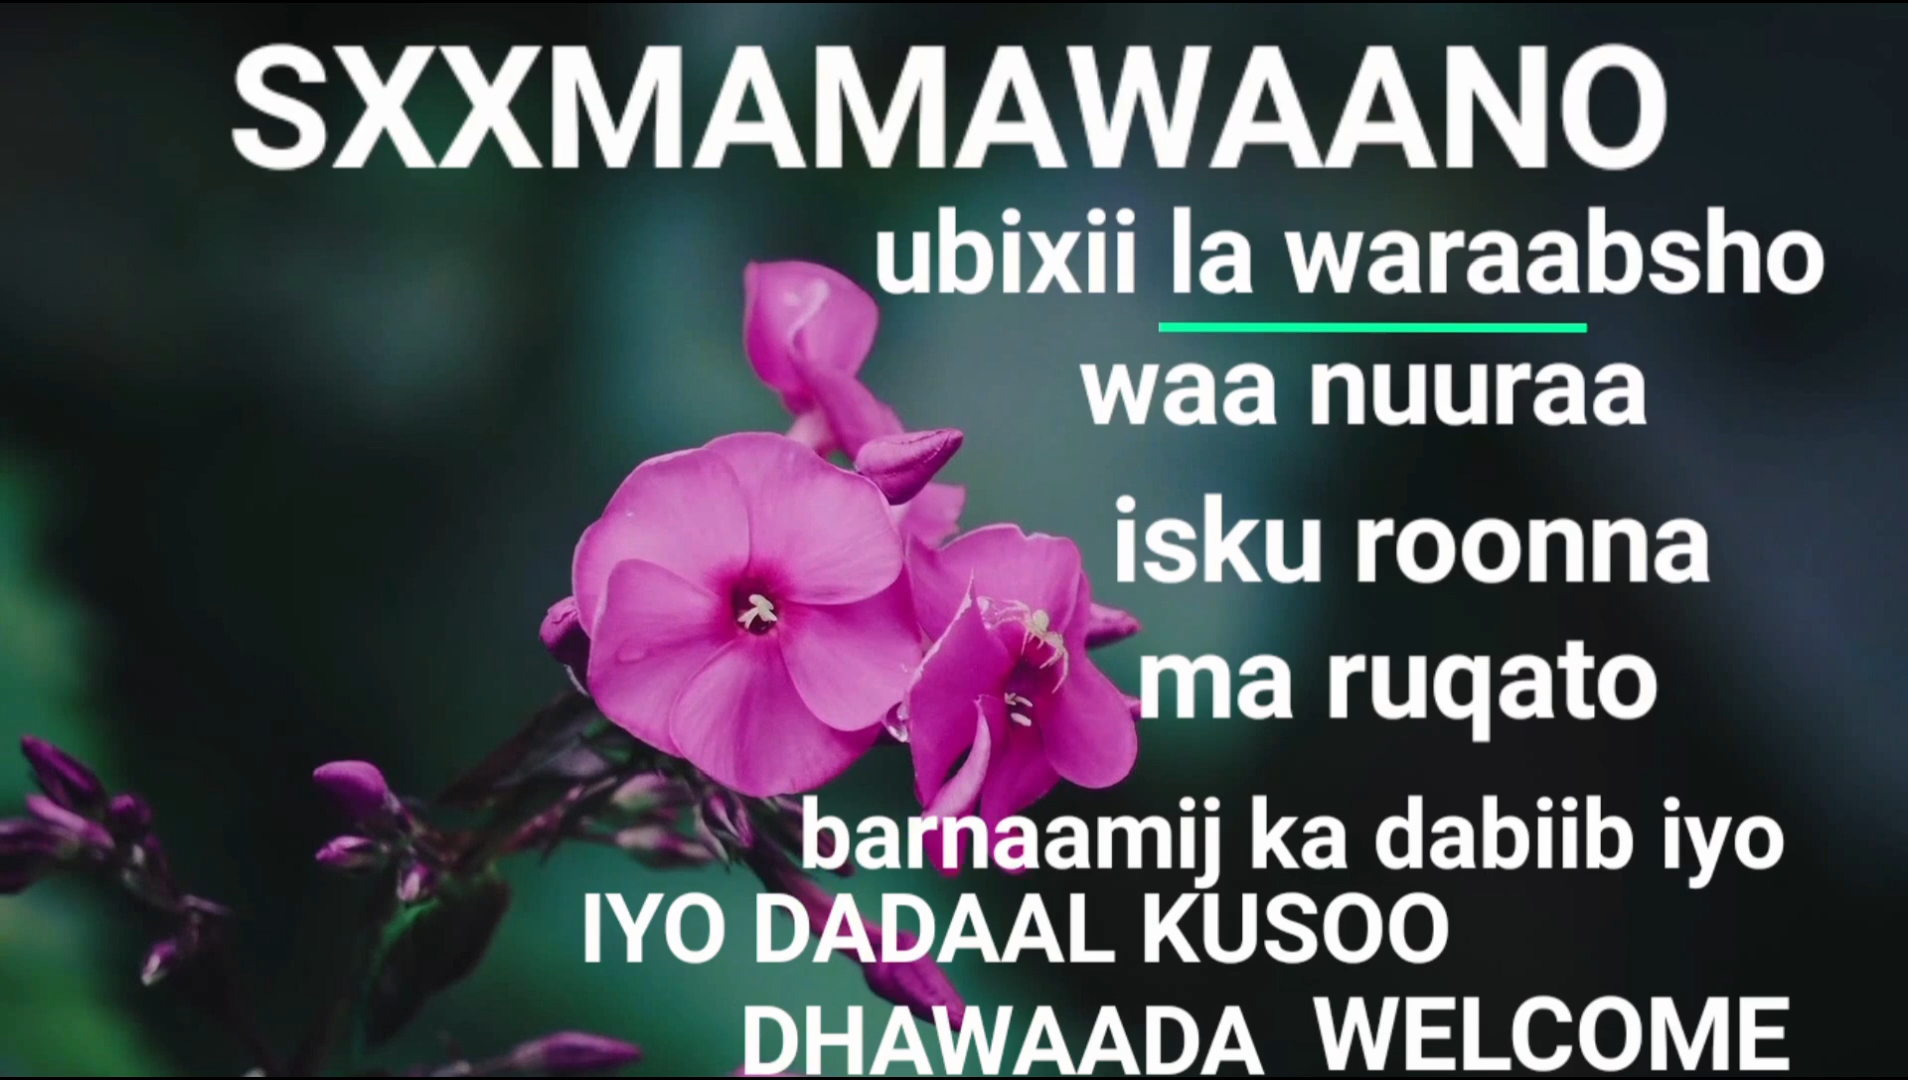 SXXMAMAWAANO
ubixii la waraabsho
waa nuuraa
isku roonna
ma ruqato
barnaamij ka dabiib iyo
IYO DADAAL KUSOO
DHAWAADA WELCOME